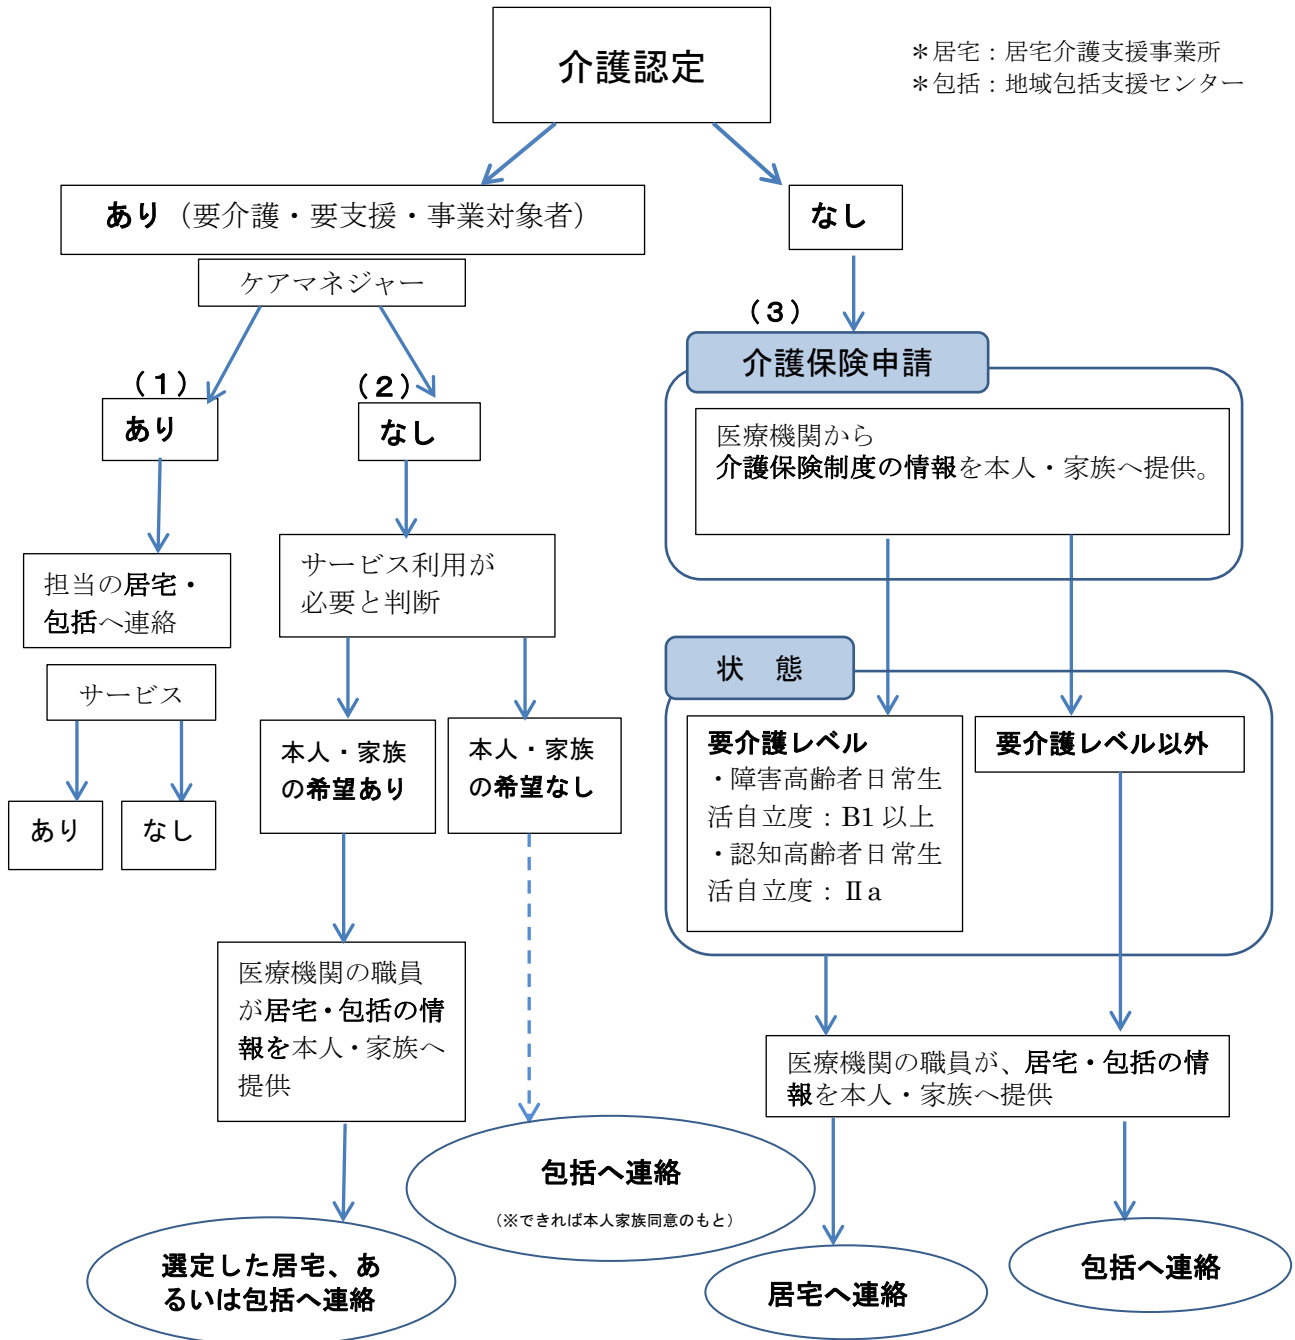 介護認定
＊居宅：居宅介護支援事業所
＊包括：地域包括支援センター
あり（要介護・要支援・事業対象者）
なし
ケアマネジャー
（３）
介護保険申請
（１）
あり
（２）
なし
医療機関から
介護保険制度の情報を本人・家族へ提供。
担当の居宅・
包括へ連絡
サービス利用が
必要と判断
サービス
あり
なし
本人・家族
の希望あり
本人・家族
の希望なし
状　態
要介護レベル
・障害高齢者日常生
活自立度：B1 以上
・認知高齢者日常生
活自立度：Ⅱa
要介護レベル以外
医療機関の職員
が居宅・包括の情
報を本人・家族へ
提供
医療機関の職員が、居宅・包括の情
報を本人・家族へ提供
包括へ連絡
（※できれば本人家族同意のもと）
選定した居宅、あ
るいは包括へ連絡
居宅へ連絡
包括へ連絡